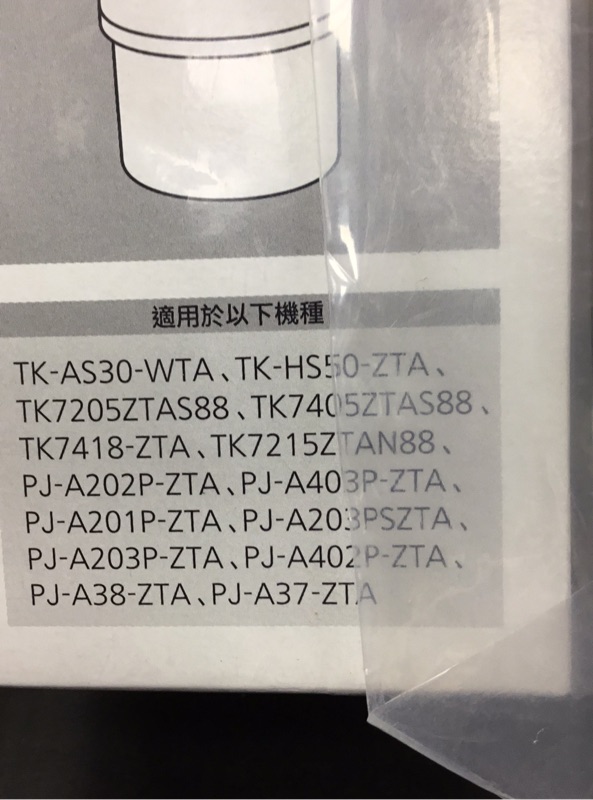 適用於以下機種
TK-AS30-WTA、TK-HS50-ZTA、
TK7205ZTAS88、TK7405ZTAS88、
TK7418-ZTA、TK7215ZTAN88、
PJ-A202P-ZTA、PJ-A403P-ZTA、
PJ-A201P-ZTA、PJ-A203PSZTA、
PJ-A203P-ZTA、PJ-A402P-ZTA、
PJ-A38-ZTA、PJ-A37-ZTA